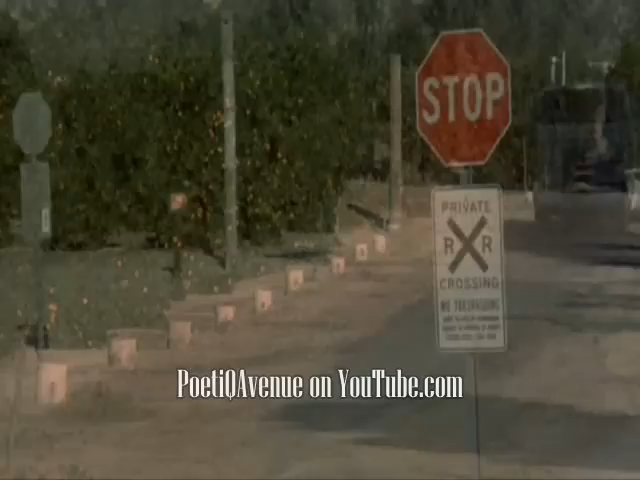 STOP
PRIVATE
R X R
CROSSING
NO TRESPASSING
PoetiQAvenue on YouTube.com